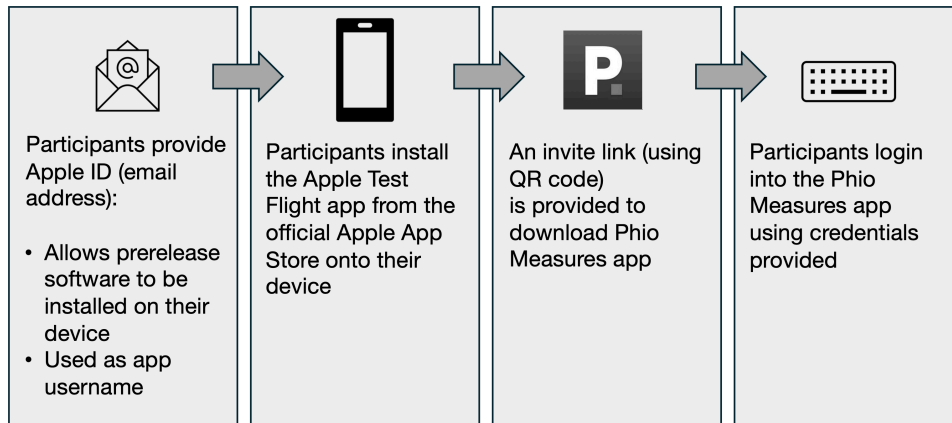 @
Participants provide
Apple ID (email
address):
• Allows prerelease
software to be
installed on their
device
• Used as app
username
Participants install
the Apple Test
Flight app from the
official Apple App
Store onto their
device
P.
An invite link (using
QR code)
is provided to
download Phio
Measures app
Participants login
into the Phio
Measures app
using credentials
provided